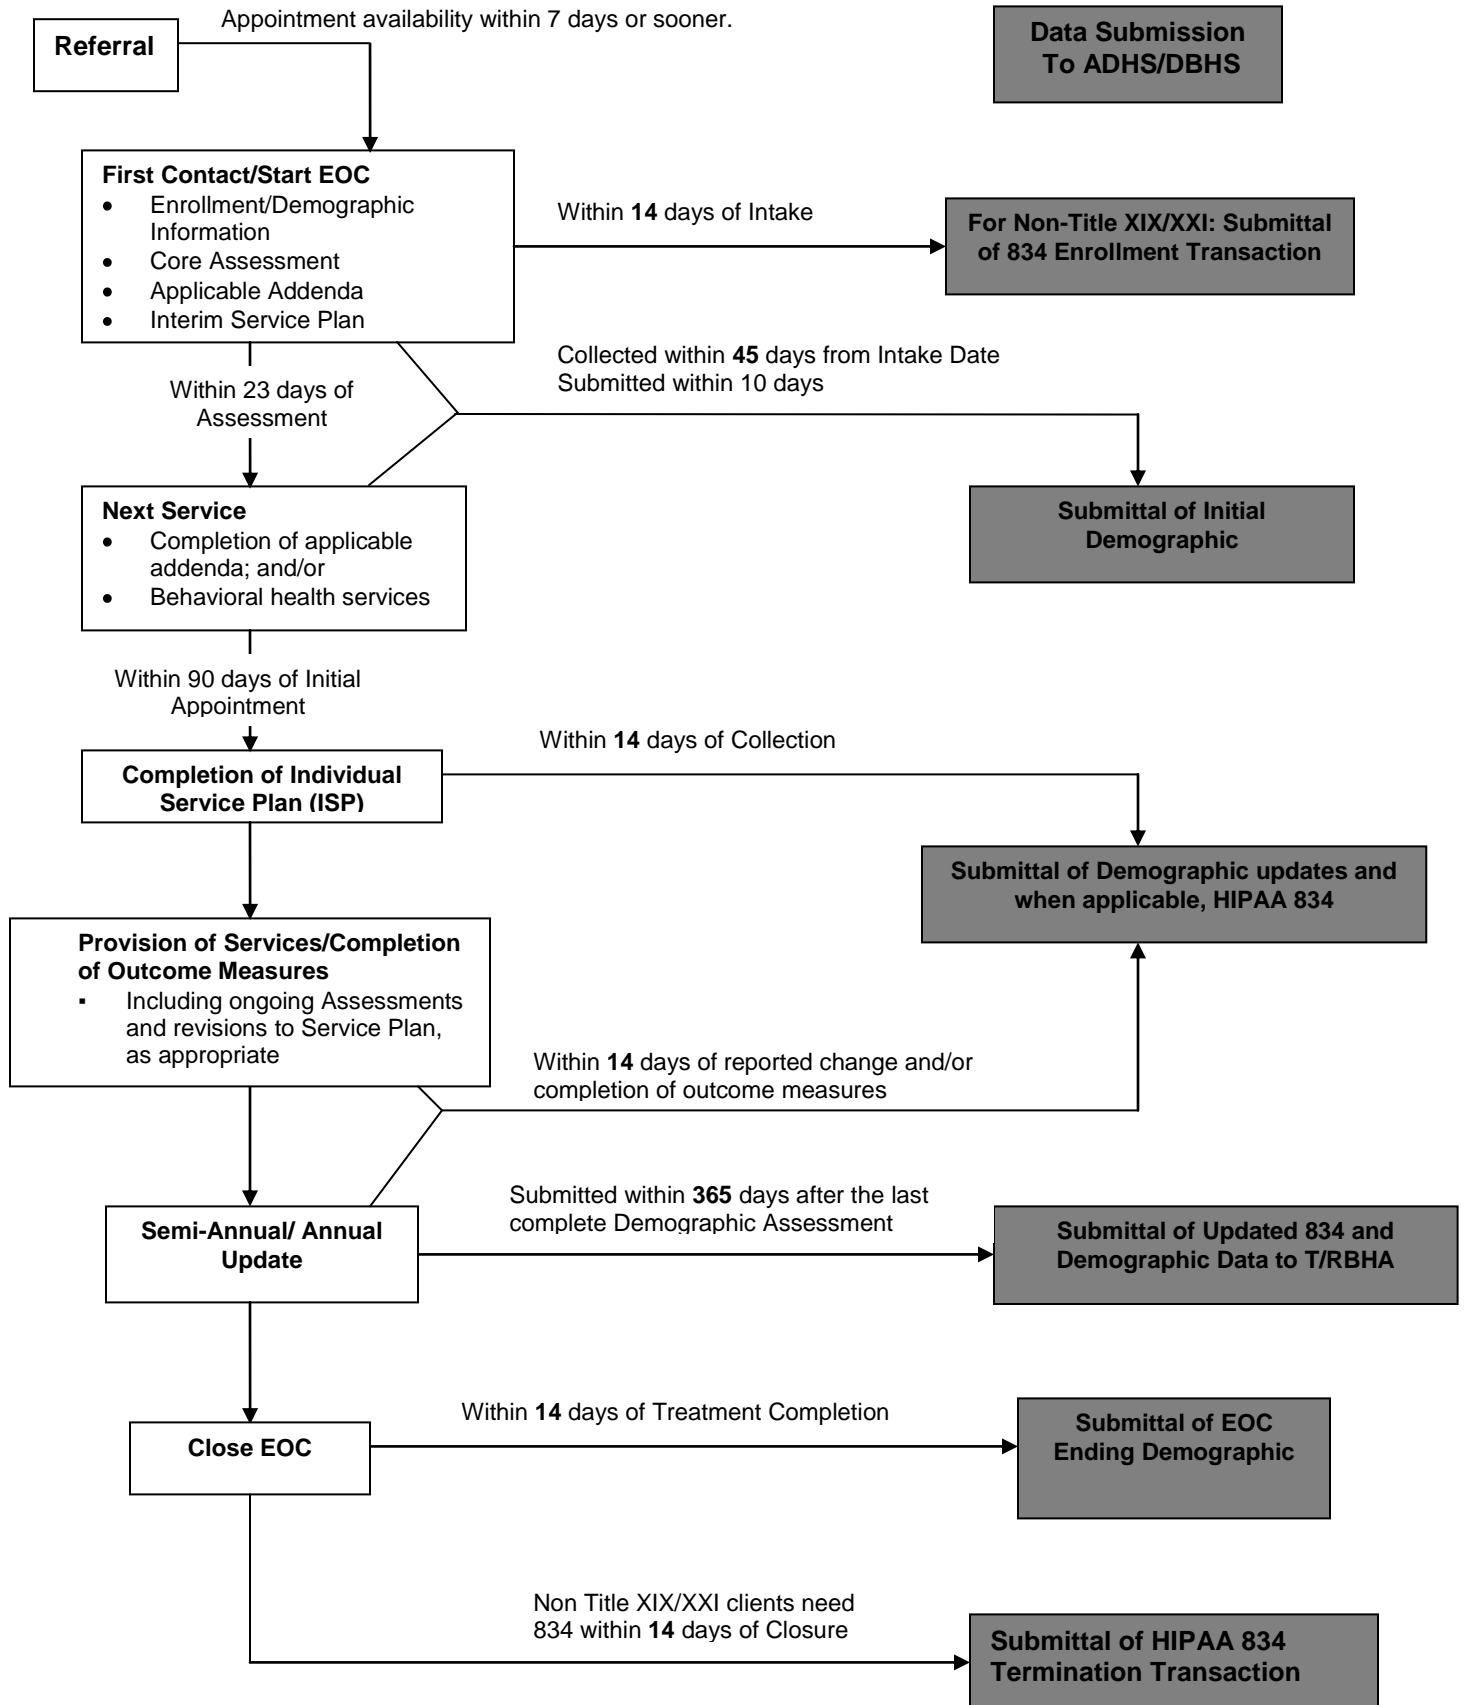 Appointment availability within 7 days or sooner.
Referral
Data Submission
To ADHS/DBHS
First Contact/Start EOC
• Enrollment/Demographic
Information
• Core Assessment
• Applicable Addenda
• Interim Service Plan
Within 14 days of Intake
For Non-Title XIX/XXI: Submittal
of 834 Enrollment Transaction
Collected within 45 days from Intake Date
Submitted within 10 days
Within 23 days of
Assessment
Next Service
• Completion of applicable
addenda; and/or
• Behavioral health services
Submittal of Initial
Demographic
Within 90 days of Initial
Appointment
Within 14 days of Collection
Completion of Individual
Service Plan (ISP)
Submittal of Demographic updates and
when applicable, HIPAA 834
Provision of Services/Completion
of Outcome Measures
▪ Including ongoing Assessments
and revisions to Service Plan,
as appropriate
Within 14 days of reported change and/or
completion of outcome measures
Submitted within 365 days after the last
complete Demographic Assessment
Semi-Annual/ Annual
Update
Submittal of Updated 834 and
Demographic Data to T/RBHA
Within 14 days of Treatment Completion
Close EOC
Submittal of EOC
Ending Demographic
Non Title XIX/XXI clients need
834 within 14 days of Closure
Submittal of HIPAA 834
Termination Transaction